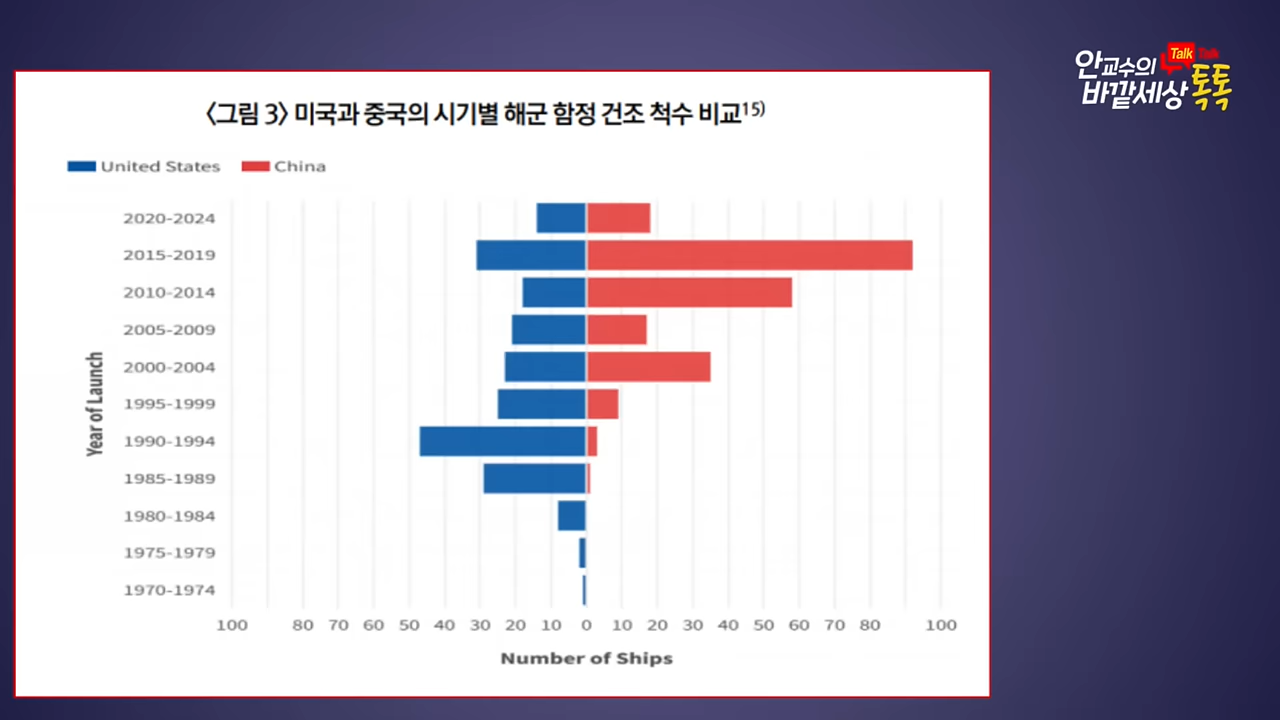 안교수의 Talk Talk
바깥세상 톡톡
〈그림 3〉 미국과 중국의 시기별 해군 함정 건조 척수 비교15)
United States China
2020-2024
2015-2019
2010-2014
2005-2009
2000-2004
1995-1999
1990-1994
1985-1989
1980-1984
1975-1979
1970-1974
Year of Launch
100 80 70 60 50 40 30 20 10 0 10 20 30 40 50 60 70 80 100
Number of Ships